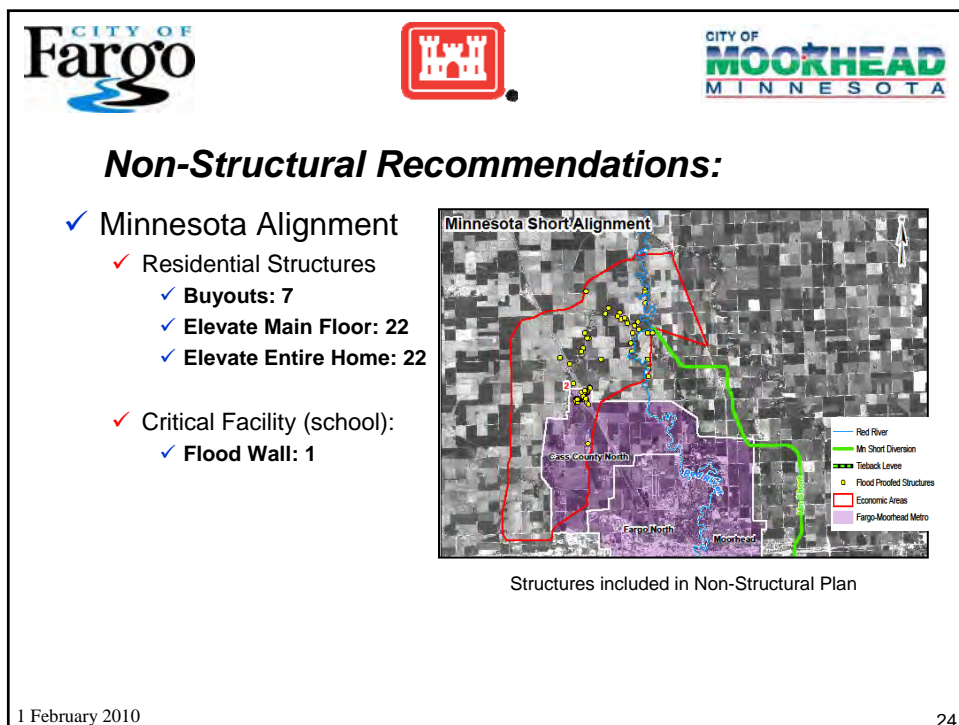 CITY OF
Fargo
CITY OF
MOORHEAD
MINNESOTA
Non-Structural Recommendations:
Minnesota Alignment
Residential Structures
Buyouts: 7
Elevate Main Floor: 22
Elevate Entire Home: 22
Critical Facility (school):
Flood Wall: 1
Minnesota Short Alignment
2
Cass County North
Fargo North
Moorhead
Red River
Mn Short Diversion
Tieback Levee
Flood Proofed Structures
Economic Areas
Fargo-Moorhead Metro
Structures included in Non-Structural Plan
1 February 2010
24